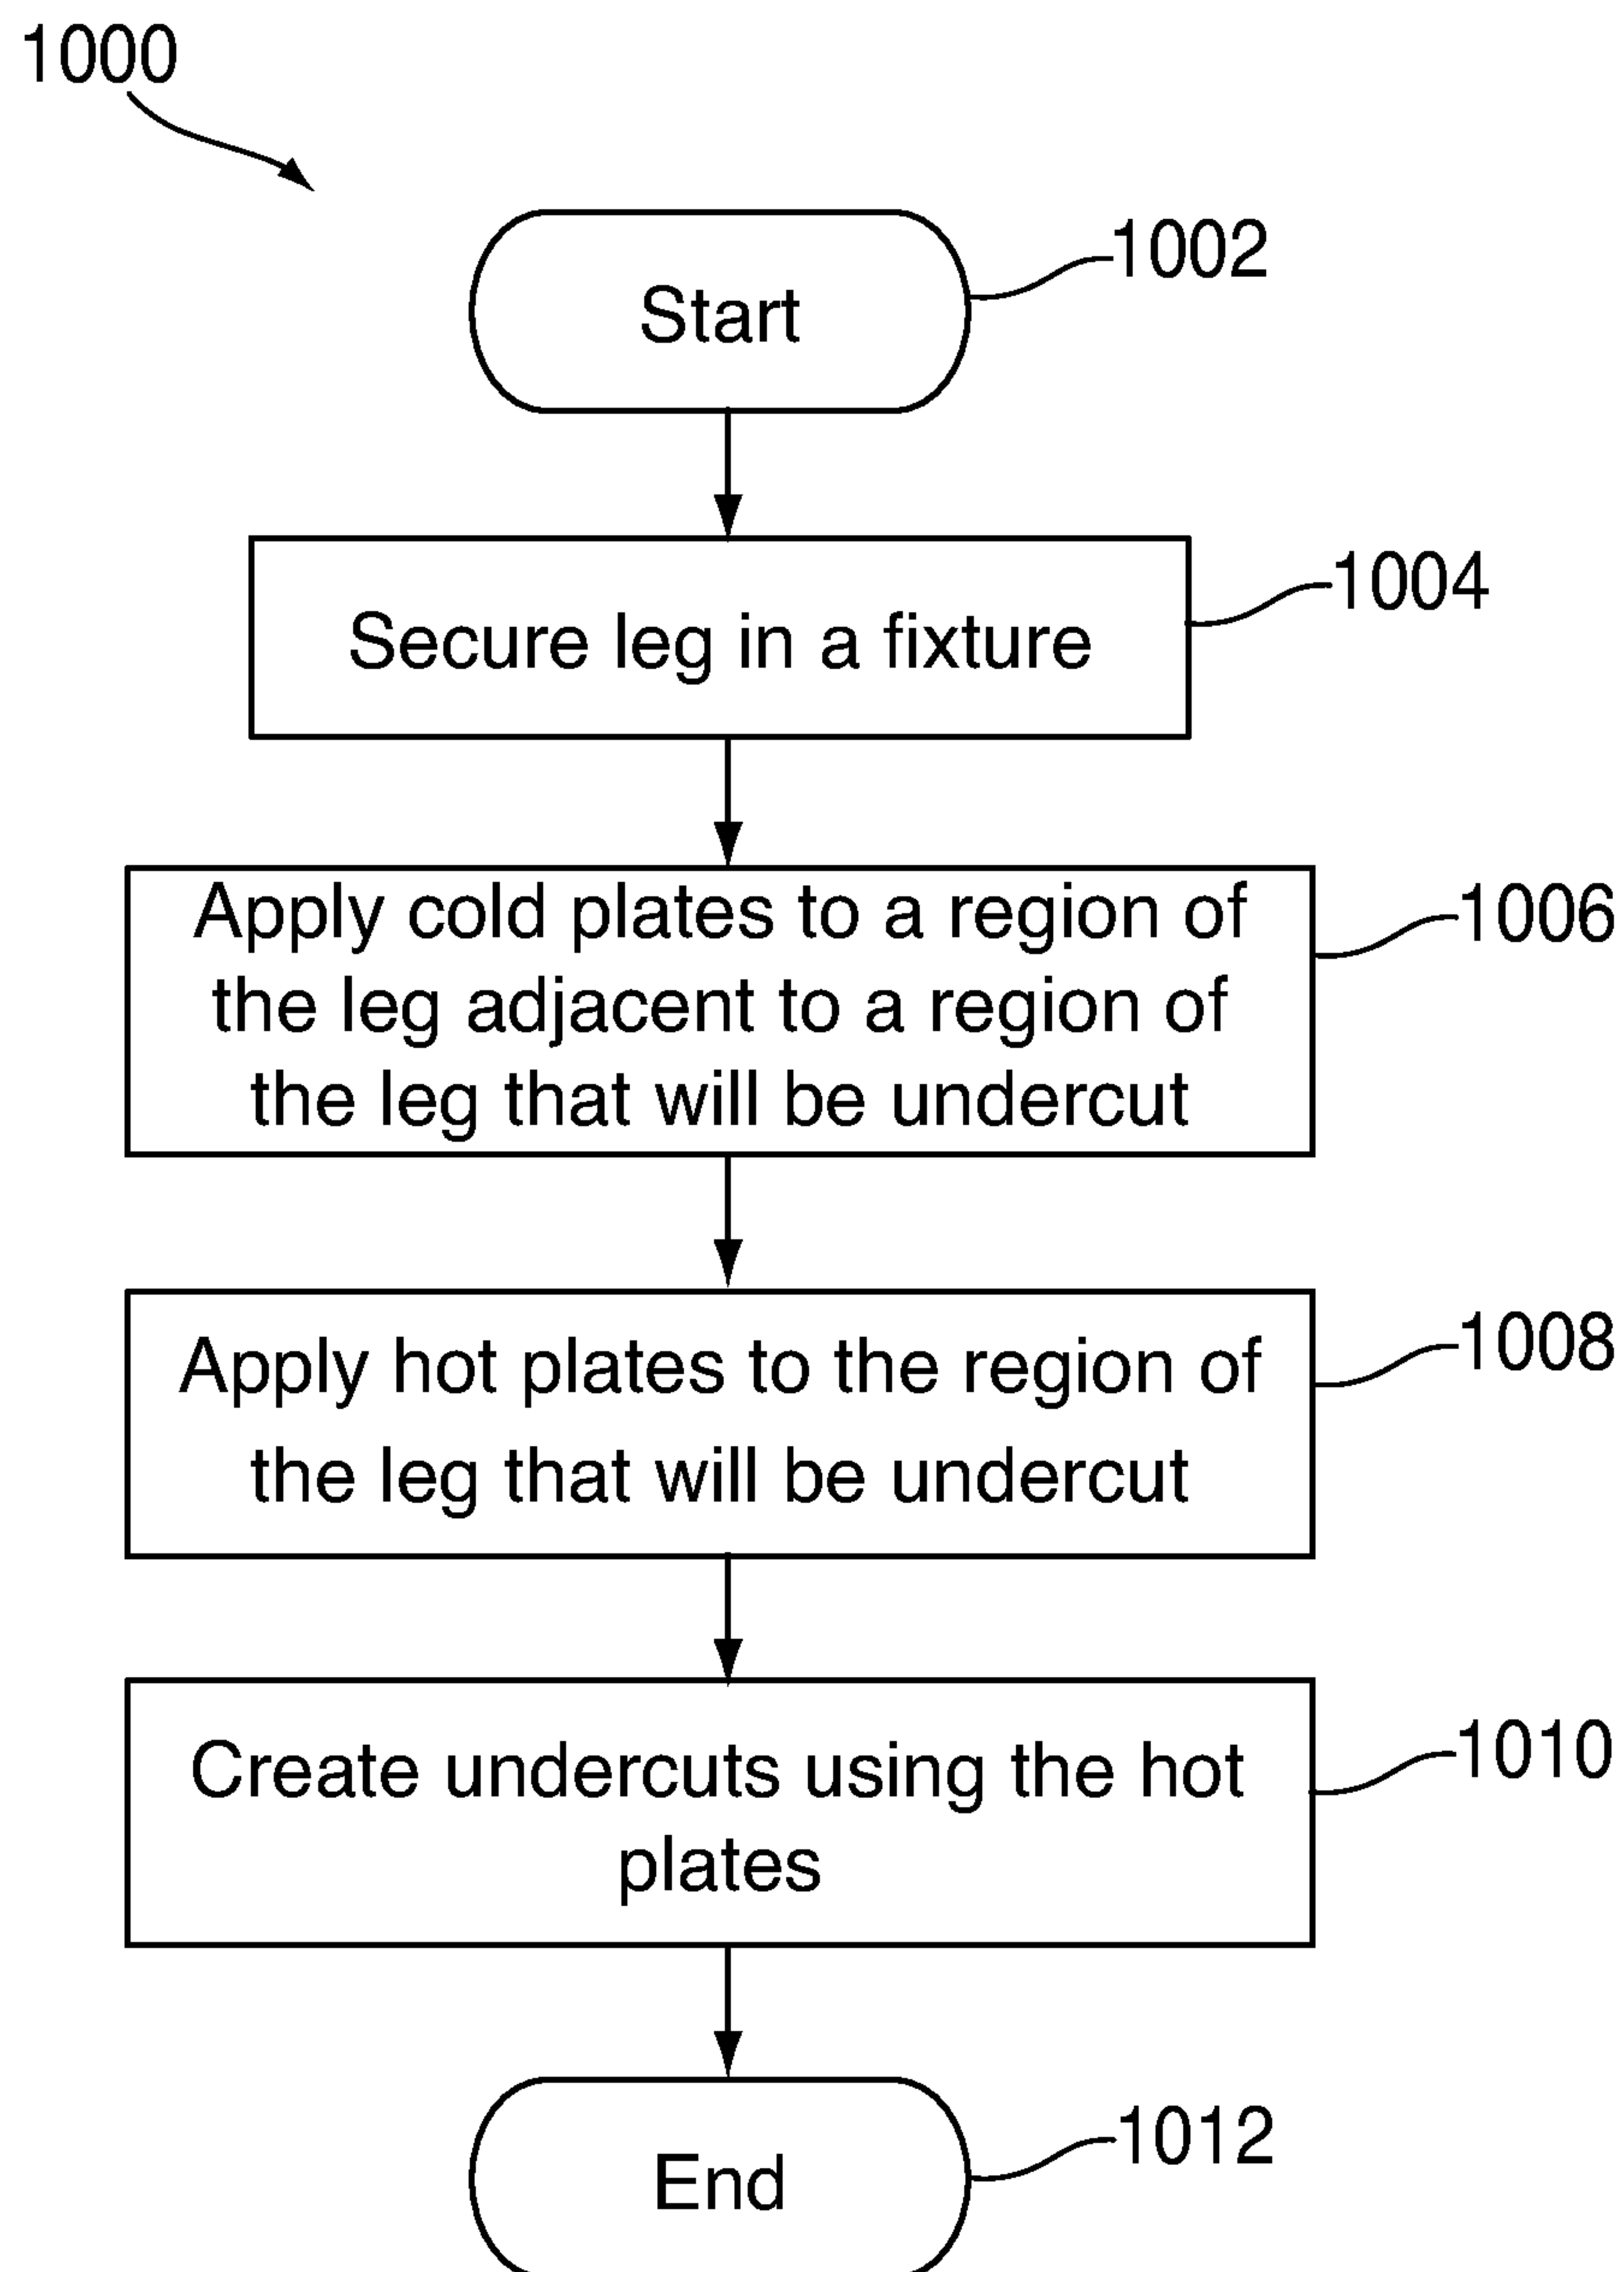 1000
Start
1002
Secure leg in a fixture
1004
Apply cold plates to a region of
the leg adjacent to a region of
the leg that will be undercut
1006
Apply hot plates to the region of
the leg that will be undercut
1008
Create undercuts using the hot
plates
1010
End
1012